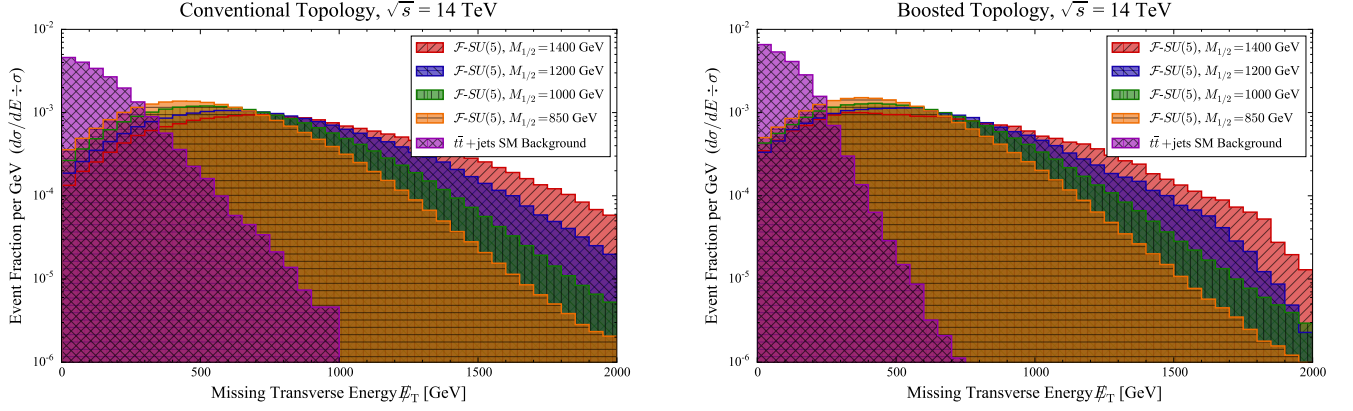 Conventional Topology, √s = 14 TeV
Event Fraction per GeV (dσ/dE ÷ σ)
10⁻²
10⁻³
10⁻⁴
10⁻⁵
10⁻⁶
F-SU(5), M₁/₂=1400 GeV
F-SU(5), M₁/₂=1200 GeV
F-SU(5), M₁/₂=1000 GeV
F-SU(5), M₁/₂=850 GeV
tt̄+jets SM Background
0 500 1000 1500 2000
Missing Transverse Energy E̸_T [GeV]
Boosted Topology, √s = 14 TeV
Event Fraction per GeV (dσ/dE ÷ σ)
10⁻²
10⁻³
10⁻⁴
10⁻⁵
10⁻⁶
F-SU(5), M₁/₂=1400 GeV
F-SU(5), M₁/₂=1200 GeV
F-SU(5), M₁/₂=1000 GeV
F-SU(5), M₁/₂=850 GeV
tt̄+jets SM Background
0 500 1000 1500 2000
Missing Transverse Energy E̸_T [GeV]